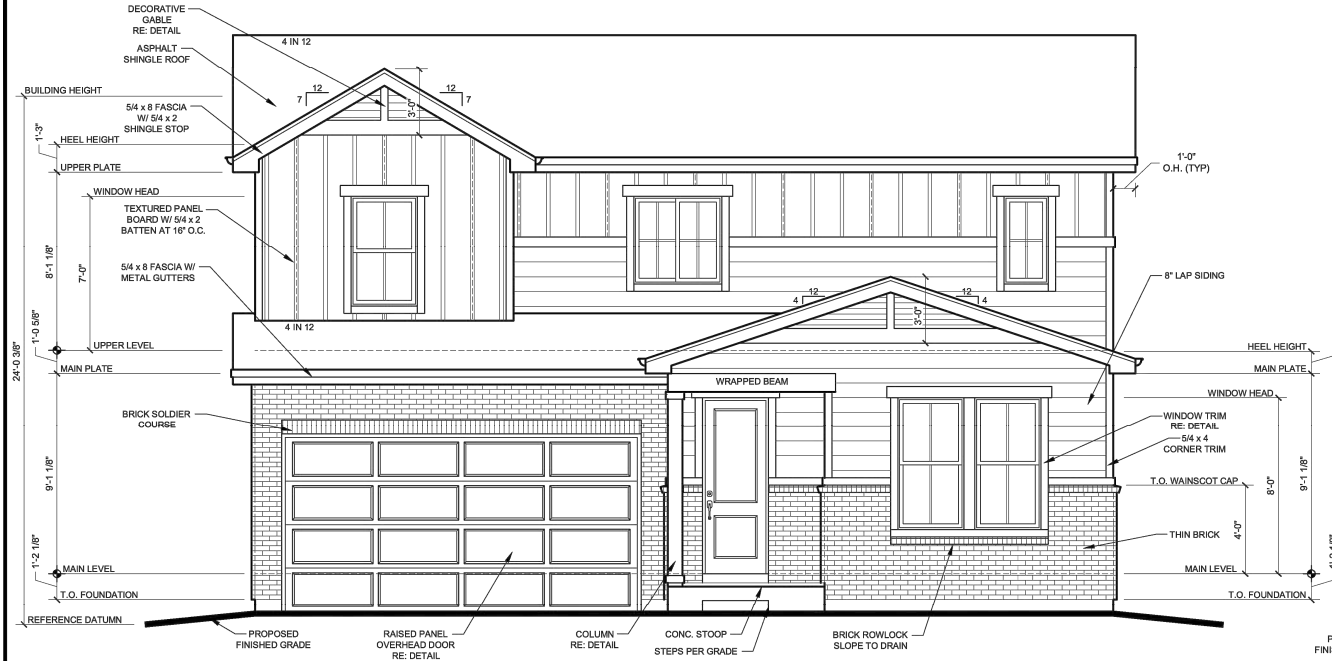 DECORATIVE
GABLE
RE: DETAIL
4 IN 12
ASPHALT
SHINGLE ROOF
BUILDING HEIGHT
12
7
12
7
3'-0"
5/4 x 8 FASCIA
W/ 5/4 x 2
SHINGLE STOP
1'-3"
HEEL HEIGHT
UPPER PLATE
1'-0"
O.H. (TYP)
WINDOW HEAD
TEXTURED PANEL
BOARD W/ 5/4 x 2
BATTEN AT 16" O.C.
8'-1 1/8"
7'-0"
5/4 x 8 FASCIA W/
METAL GUTTERS
8" LAP SIDING
12
4
12
4
3'-0"
4 IN 12
1'-0 5/8"
UPPER LEVEL
HEEL HEIGHT
24'-0 3/8"
MAIN PLATE
MAIN PLATE
WRAPPED BEAM
WINDOW HEAD
BRICK SOLDIER
COURSE
WINDOW TRIM
RE: DETAIL
5/4 x 4
CORNER TRIM
9'-1 1/8"
T.O. WAINSCOT CAP
8'-0"
9'-1 1/8"
4'-0"
THIN BRICK
1'-2 1/8"
MAIN LEVEL
MAIN LEVEL
T.O. FOUNDATION
T.O. FOUNDATION
REFERENCE DATUMN
PROPOSED
FINISHED GRADE
RAISED PANEL
OVERHEAD DOOR
RE: DETAIL
COLUMN
RE: DETAIL
CONC. STOOP
STEPS PER GRADE
BRICK ROWLOCK
SLOPE TO DRAIN